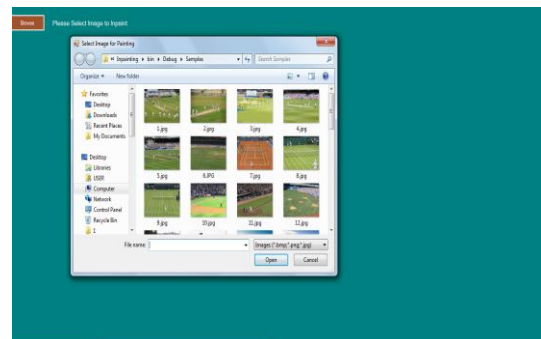 Browse Please Select Image to Inpaint
Select Image for Painting
« Inpainting ▸ bin ▸ Debug ▸ Samples
Search Samples
Organize New folder
Favorites
Desktop
Downloads
Recent Places
My Documents
1.jpg 2.jpg 3.jpg 4.jpg
Desktop
Libraries
USER
Computer
Network
Control Panel
Recycle Bin
5.jpg 6.JPG 7.jpg 8.jpg
9.jpg 10.jpg 11.jpg 12.jpg
File name: Images (*.bmp;*.png;*.jpg)
Open Cancel